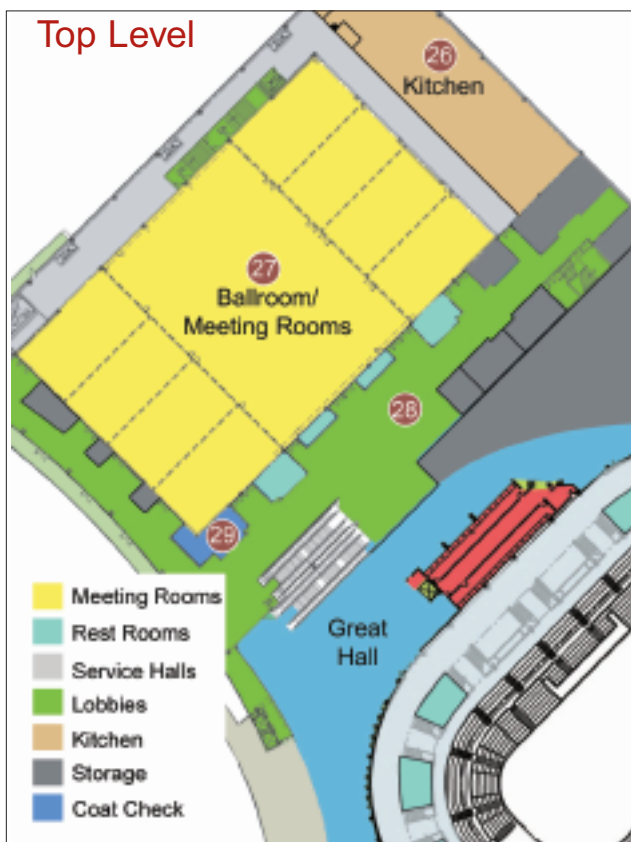 Top Level
26
Kitchen
27
Ballroom/
Meeting Rooms
28
29
Great
Hall
Meeting Rooms
Rest Rooms
Service Halls
Lobbies
Kitchen
Storage
Coat Check